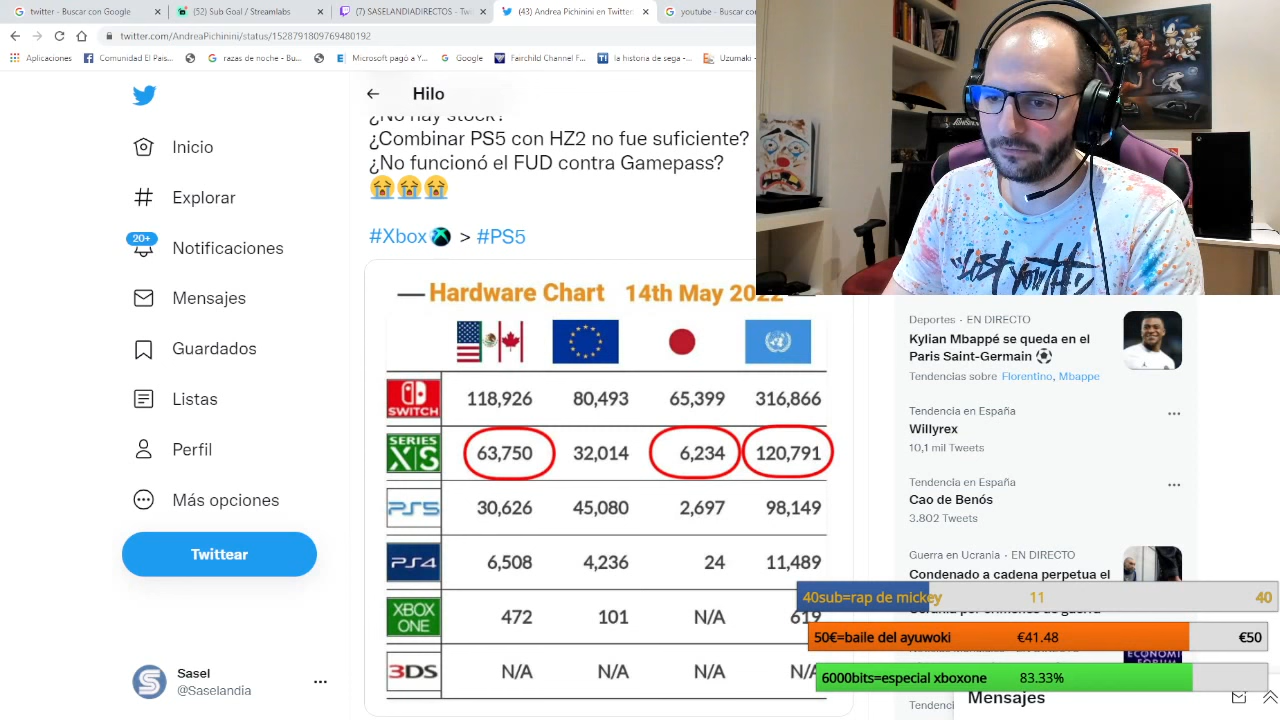 twitter - Buscar con Google
(52) Sub Goal / Streamlabs
(7) SASELANDIADIRECTOS - Twi
(43) Andrea Pichinini en Twitter
youtube - Buscar con
twitter.com/AndreaPichinini/status/1528791809769480192
Aplicaciones
Comunidad El Pais...
razas de noche - Bu...
Microsoft pagó a Y...
Google
Fairchild Channel F...
la historia de sega -...
Uzumaki
Hilo
¿No hay stock?
¿Combinar PS5 con HZ2 no fue suficiente?
¿No funcionó el FUD contra Gamepass?
😭😭😭
#Xbox > #PS5
Inicio
Explorar
20+
Notificaciones
Mensajes
Guardados
Listas
Perfil
Más opciones
Twittear
Sasel
@Saselandia
Hardware Chart 14th May 2022
SWITCH 118,926 80,493 65,399 316,866
SERIES X|S 63,750 32,014 6,234 120,791
PS5 30,626 45,080 2,697 98,149
PS4 6,508 4,236 24 11,489
XBOX ONE 472 101 N/A 619
3DS N/A N/A N/A N/A
Deportes · EN DIRECTO
Kylian Mbappé se queda en el
Paris Saint-Germain ⚽
Tendencias sobre Florentino, Mbappe
Tendencia en España
Willyrex
10,1 mil Tweets
Tendencia en España
Cao de Benós
3.802 Tweets
Guerra en Ucrania · EN DIRECTO
Condenado a cadena perpetua el
40sub=rap de mickey 11 40
50€=baile del ayuwoki €41.48 €50
6000bits=especial xboxone 83.33%
Mensajes